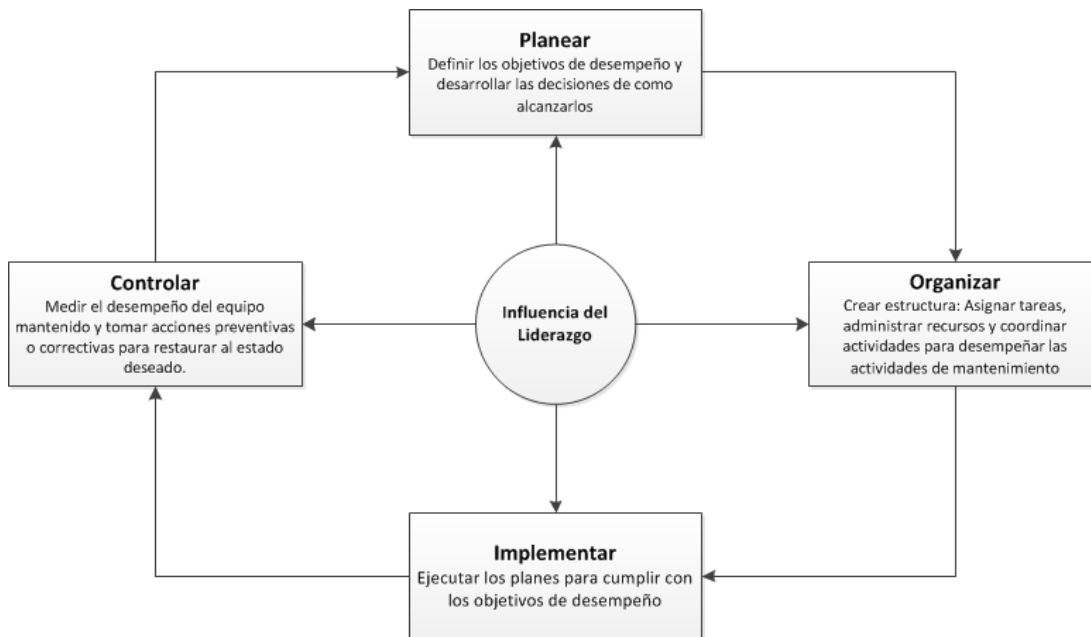 Planear
Definir los objetivos de desempeño y
desarrollar las decisiones de como
alcanzarlos
Controlar
Medir el desempeño del equipo
mantenido y tomar acciones preventivas
o correctivas para restaurar al estado
deseado.
Influencia del
Liderazgo
Organizar
Crear estructura: Asignar tareas,
administrar recursos y coordinar
actividades para desempeñar las
actividades de mantenimiento
Implementar
Ejecutar los planes para cumplir con
los objetivos de desempeño